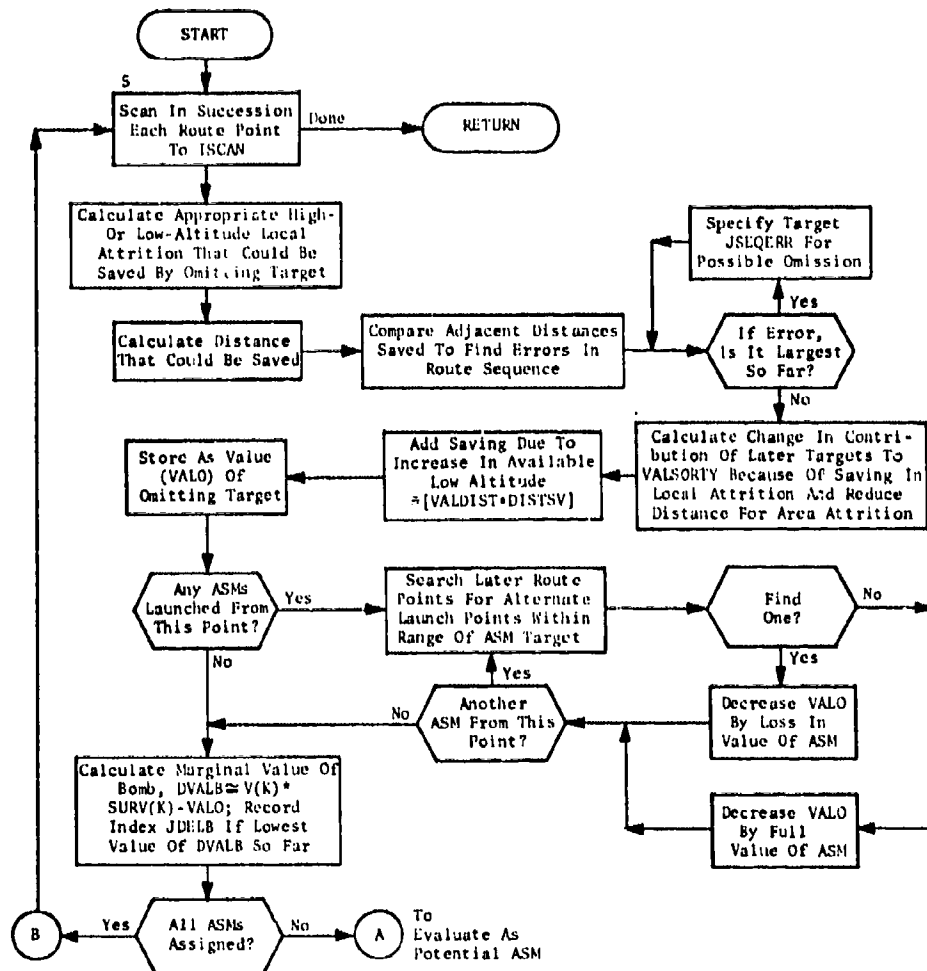 START
5
Scan In Succession
Each Route Point
To ISCAN
Done
RETURN
Calculate Appropriate High-
Or Low-Altitude Local
Attrition That Could Be
Saved By Omitting Target
Specify Target
JSEQERR For
Possible Omission
Yes
Calculate Distance
That Could Be Saved
Compare Adjacent Distances
Saved To Find Errors In
Route Sequence
If Error,
Is It Largest
So Far?
No
Store As Value
(VALO) Of
Omitting Target
Add Saving Due To
Increase In Available
Low Altitude
=[VALDIST*DISTSV]
Calculate Change In Contri-
bution Of Later Targets To
VALSORTY Because Of Saving In
Local Attrition And Reduce
Distance For Area Attrition
Any ASMs
Launched From
This Point?
Yes
Search Later Route
Points For Alternate
Launch Points Within
Range Of ASM Target
Find
One?
No
No
Yes
Yes
Another
ASM From This
Point?
No
Decrease VALO
By Loss In
Value Of ASM
Calculate Marginal Value Of
Bomb, DVALB≅V(K)*
SURV(K)-VALO; Record
Index JDELB If Lowest
Value Of DVALB So Far
Decrease VALO
By Full
Value Of ASM
B
Yes
All ASMs
Assigned?
No
A
To
Evaluate As
Potential ASM